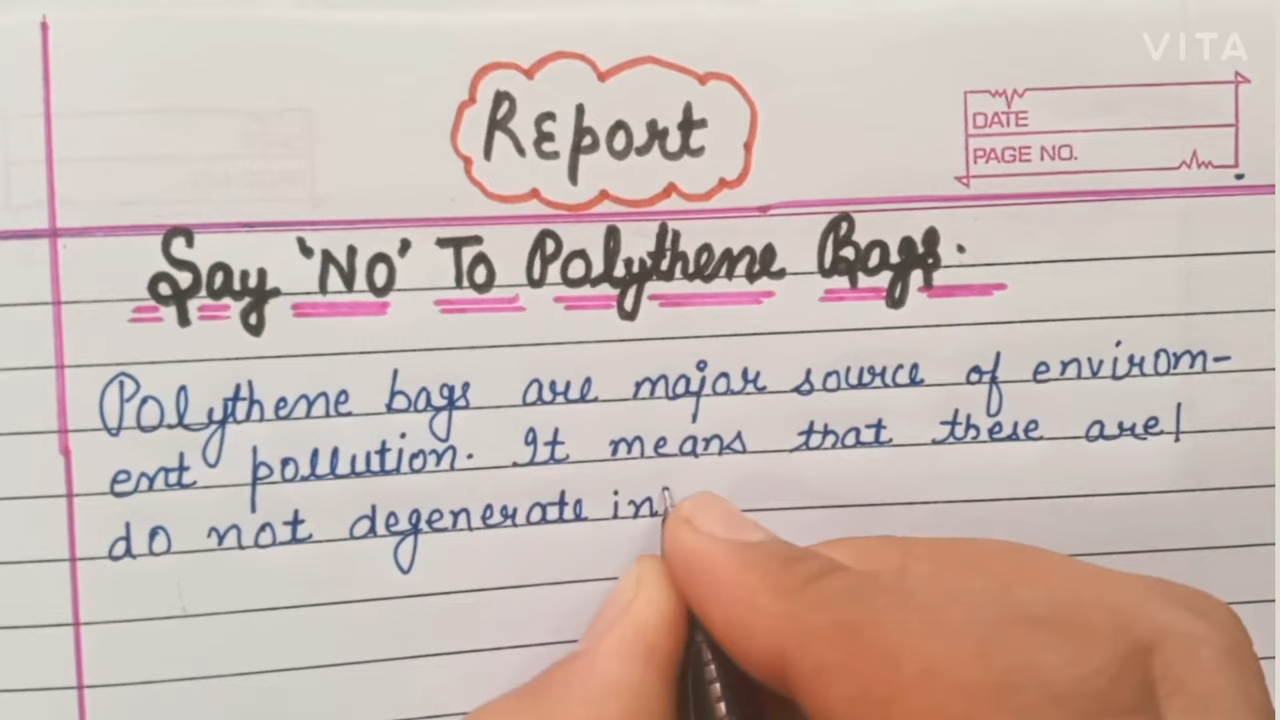 VITA
Report
DATE
PAGE NO.
Say 'NO' To Polythene Bags.
Polythene bags are major source of envirom-
ent pollution. It means that these are/
do not degenerate in